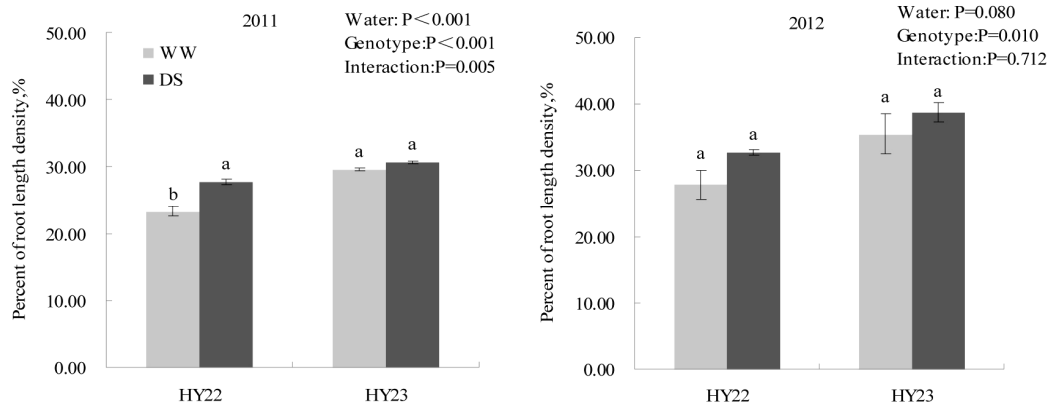 2011
Water: P＜0.001
Genotype:P＜0.001
Interaction:P=0.005
WW
DS
Percent of root length density,%
50.00
40.00
30.00
20.00
10.00
0.00
b
a
a
a
HY22
HY23
2012
Water: P=0.080
Genotype:P=0.010
Interaction:P=0.712
Percent of root length density,%
50.00
40.00
30.00
20.00
10.00
0.00
a
a
a
a
HY22
HY23